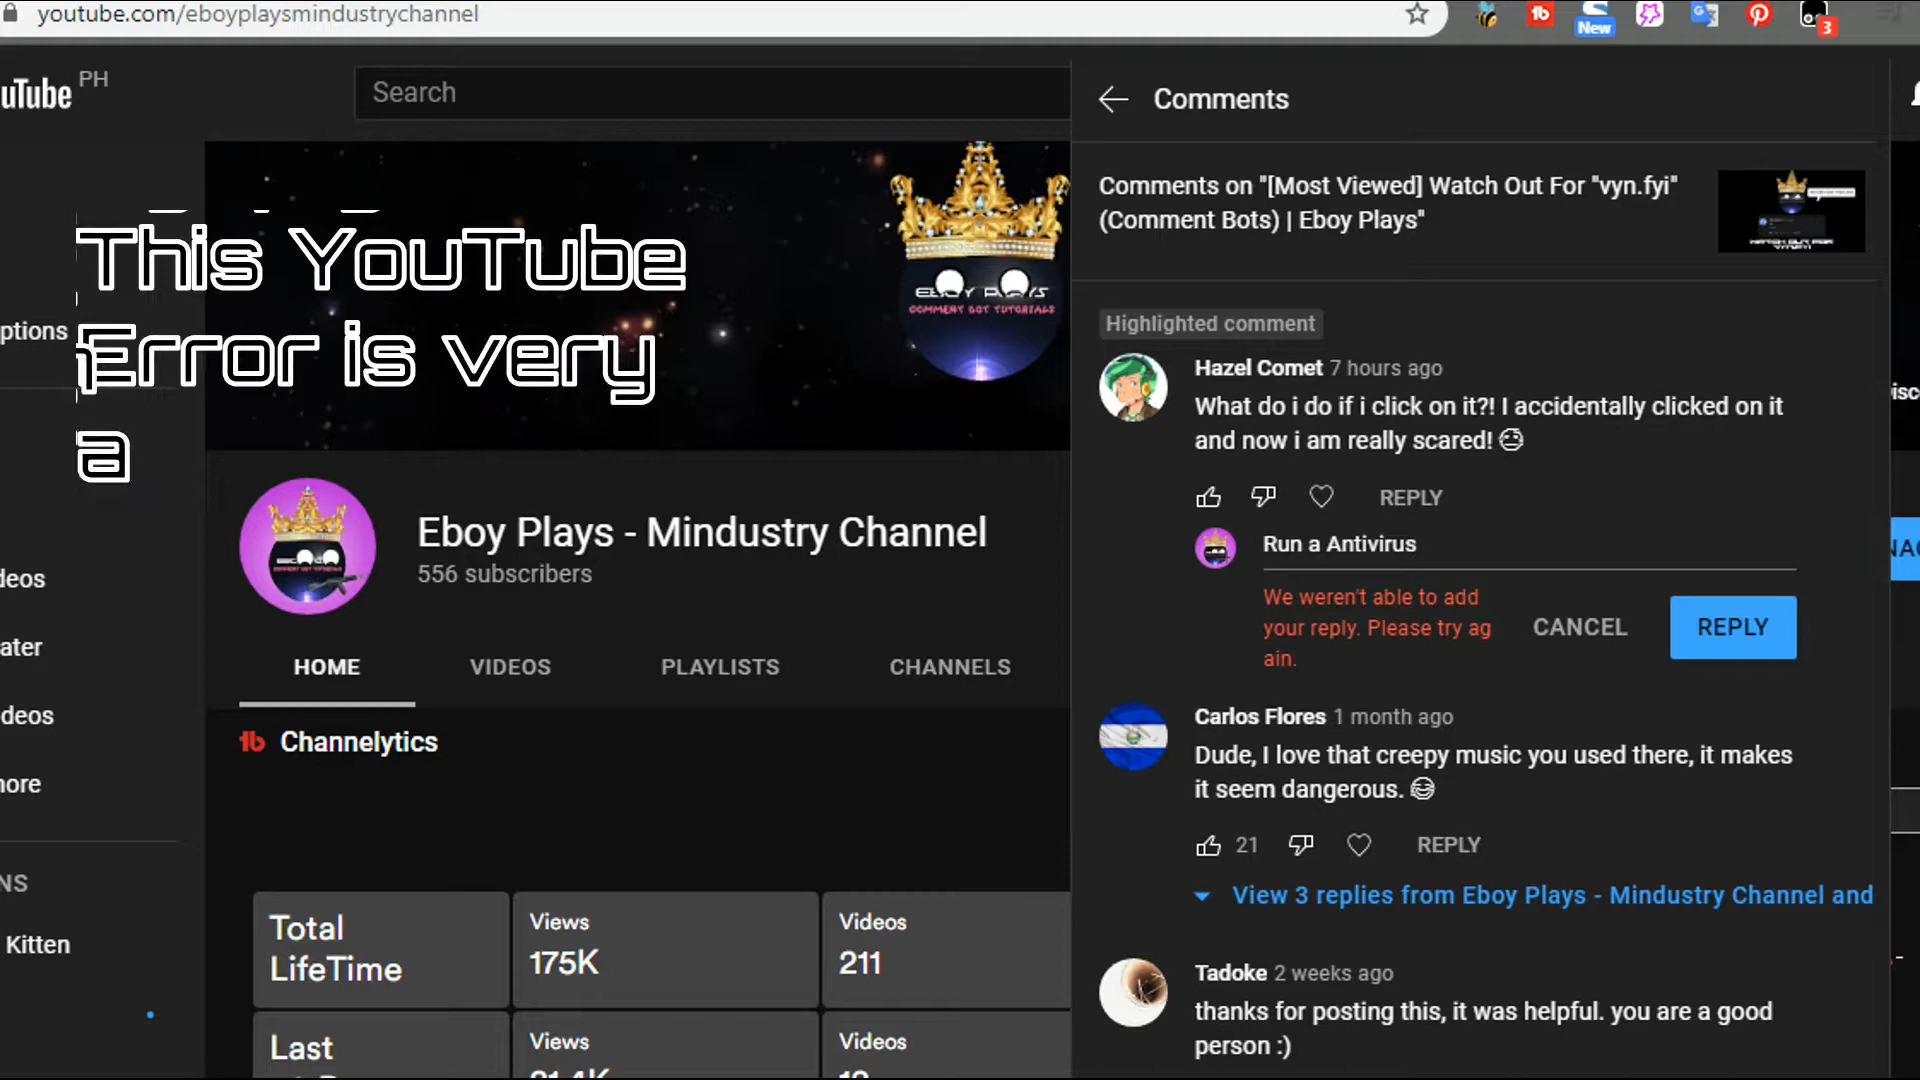 youtube.com/eboyplaysmindustrychannel
New
3
uTube PH
Search
Comments
Comments on "[Most Viewed] Watch Out For "vyn.fyi"
(Comment Bots) | Eboy Plays"
This YouTube
Error is very
a
EBOY PLAYS
COMMENT BOT TUTORIALS
ptions
Highlighted comment
Hazel Comet 7 hours ago
What do i do if i click on it?! I accidentally clicked on it
and now i am really scared!
REPLY
Run a Antivirus
We weren't able to add
your reply. Please try ag
ain.
CANCEL
REPLY
Eboy Plays - Mindustry Channel
556 subscribers
HOME
VIDEOS
PLAYLISTS
CHANNELS
deos
ater
deos
nore
NS
Kitten
Channelytics
Carlos Flores 1 month ago
Dude, I love that creepy music you used there, it makes
it seem dangerous.
21
REPLY
View 3 replies from Eboy Plays - Mindustry Channel and
Total
LifeTime
Views
175K
Videos
211
Last
Views
Videos
Tadoke 2 weeks ago
thanks for posting this, it was helpful. you are a good
person :)